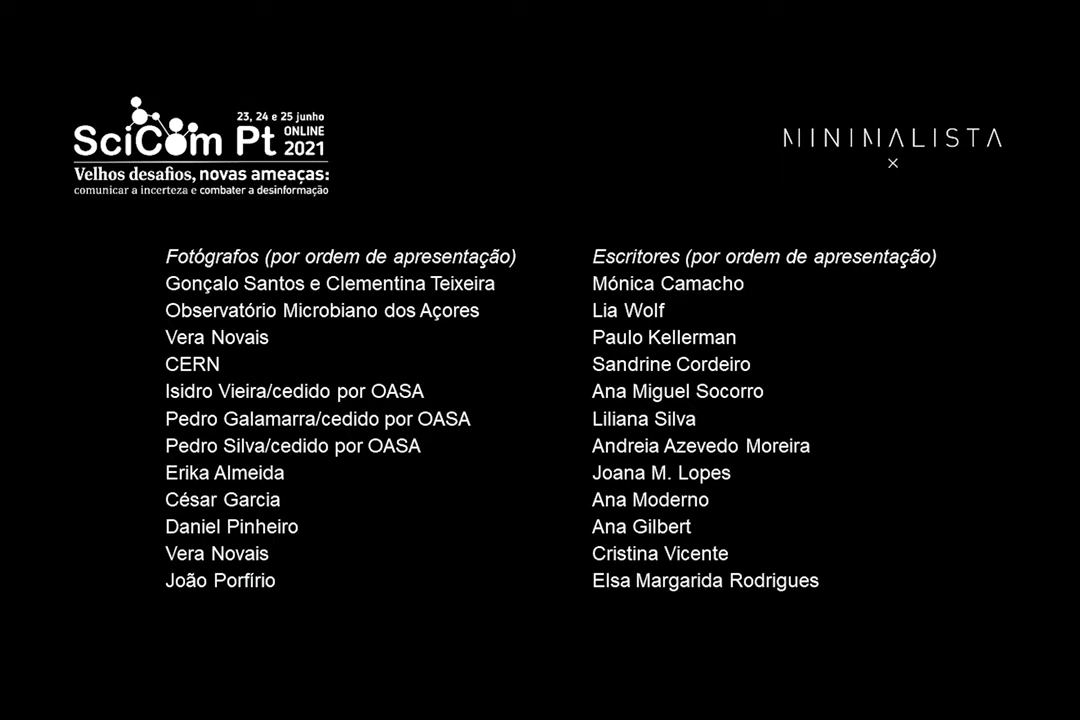 23, 24 e 25 junho
SciCom Pt ONLINE 2021
Velhos desafios, novas ameaças:
comunicar a incerteza e combater a desinformação
MINIMALISTA
×
Fotógrafos (por ordem de apresentação)
Gonçalo Santos e Clementina Teixeira
Observatório Microbiano dos Açores
Vera Novais
CERN
Isidro Vieira/cedido por OASA
Pedro Galamarra/cedido por OASA
Pedro Silva/cedido por OASA
Erika Almeida
César Garcia
Daniel Pinheiro
Vera Novais
João Porfírio
Escritores (por ordem de apresentação)
Mónica Camacho
Lia Wolf
Paulo Kellerman
Sandrine Cordeiro
Ana Miguel Socorro
Liliana Silva
Andreia Azevedo Moreira
Joana M. Lopes
Ana Moderno
Ana Gilbert
Cristina Vicente
Elsa Margarida Rodrigues